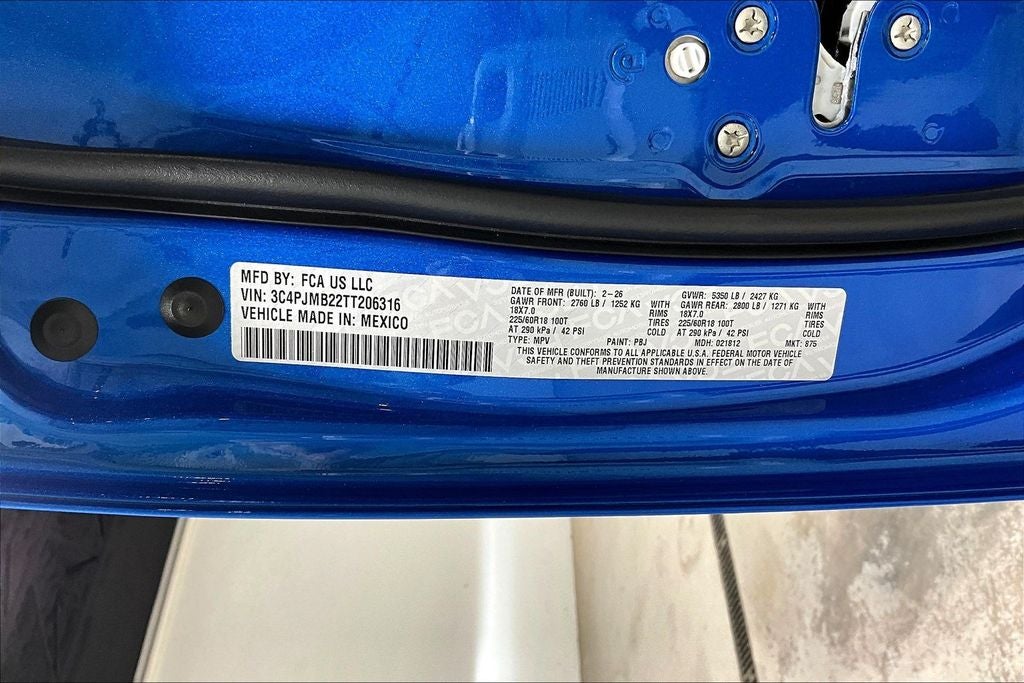 MFD BY: FCA US LLC
VIN: 3C4PJMB22TT206316
VEHICLE MADE IN: MEXICO
DATE OF MFR (BUILT): 2-26 GVWR: 5350 LB / 2427 KG
GAWR FRONT: 2760 LB / 1252 KG WITH GAWR REAR: 2800 LB / 1271 KG WITH
18X7.0 RIMS 18X7.0 RIMS
225/60R18 100T TIRES 225/60R18 100T TIRES
AT 290 kPa / 42 PSI COLD AT 290 kPa / 42 PSI COLD
TYPE: MPV PAINT: PBJ MDH: 021812 MKT: 875
THIS VEHICLE CONFORMS TO ALL APPLICABLE U.S.A. FEDERAL MOTOR VEHICLE
SAFETY AND THEFT PREVENTION STANDARDS IN EFFECT ON THE DATE OF
MANUFACTURE SHOWN ABOVE.